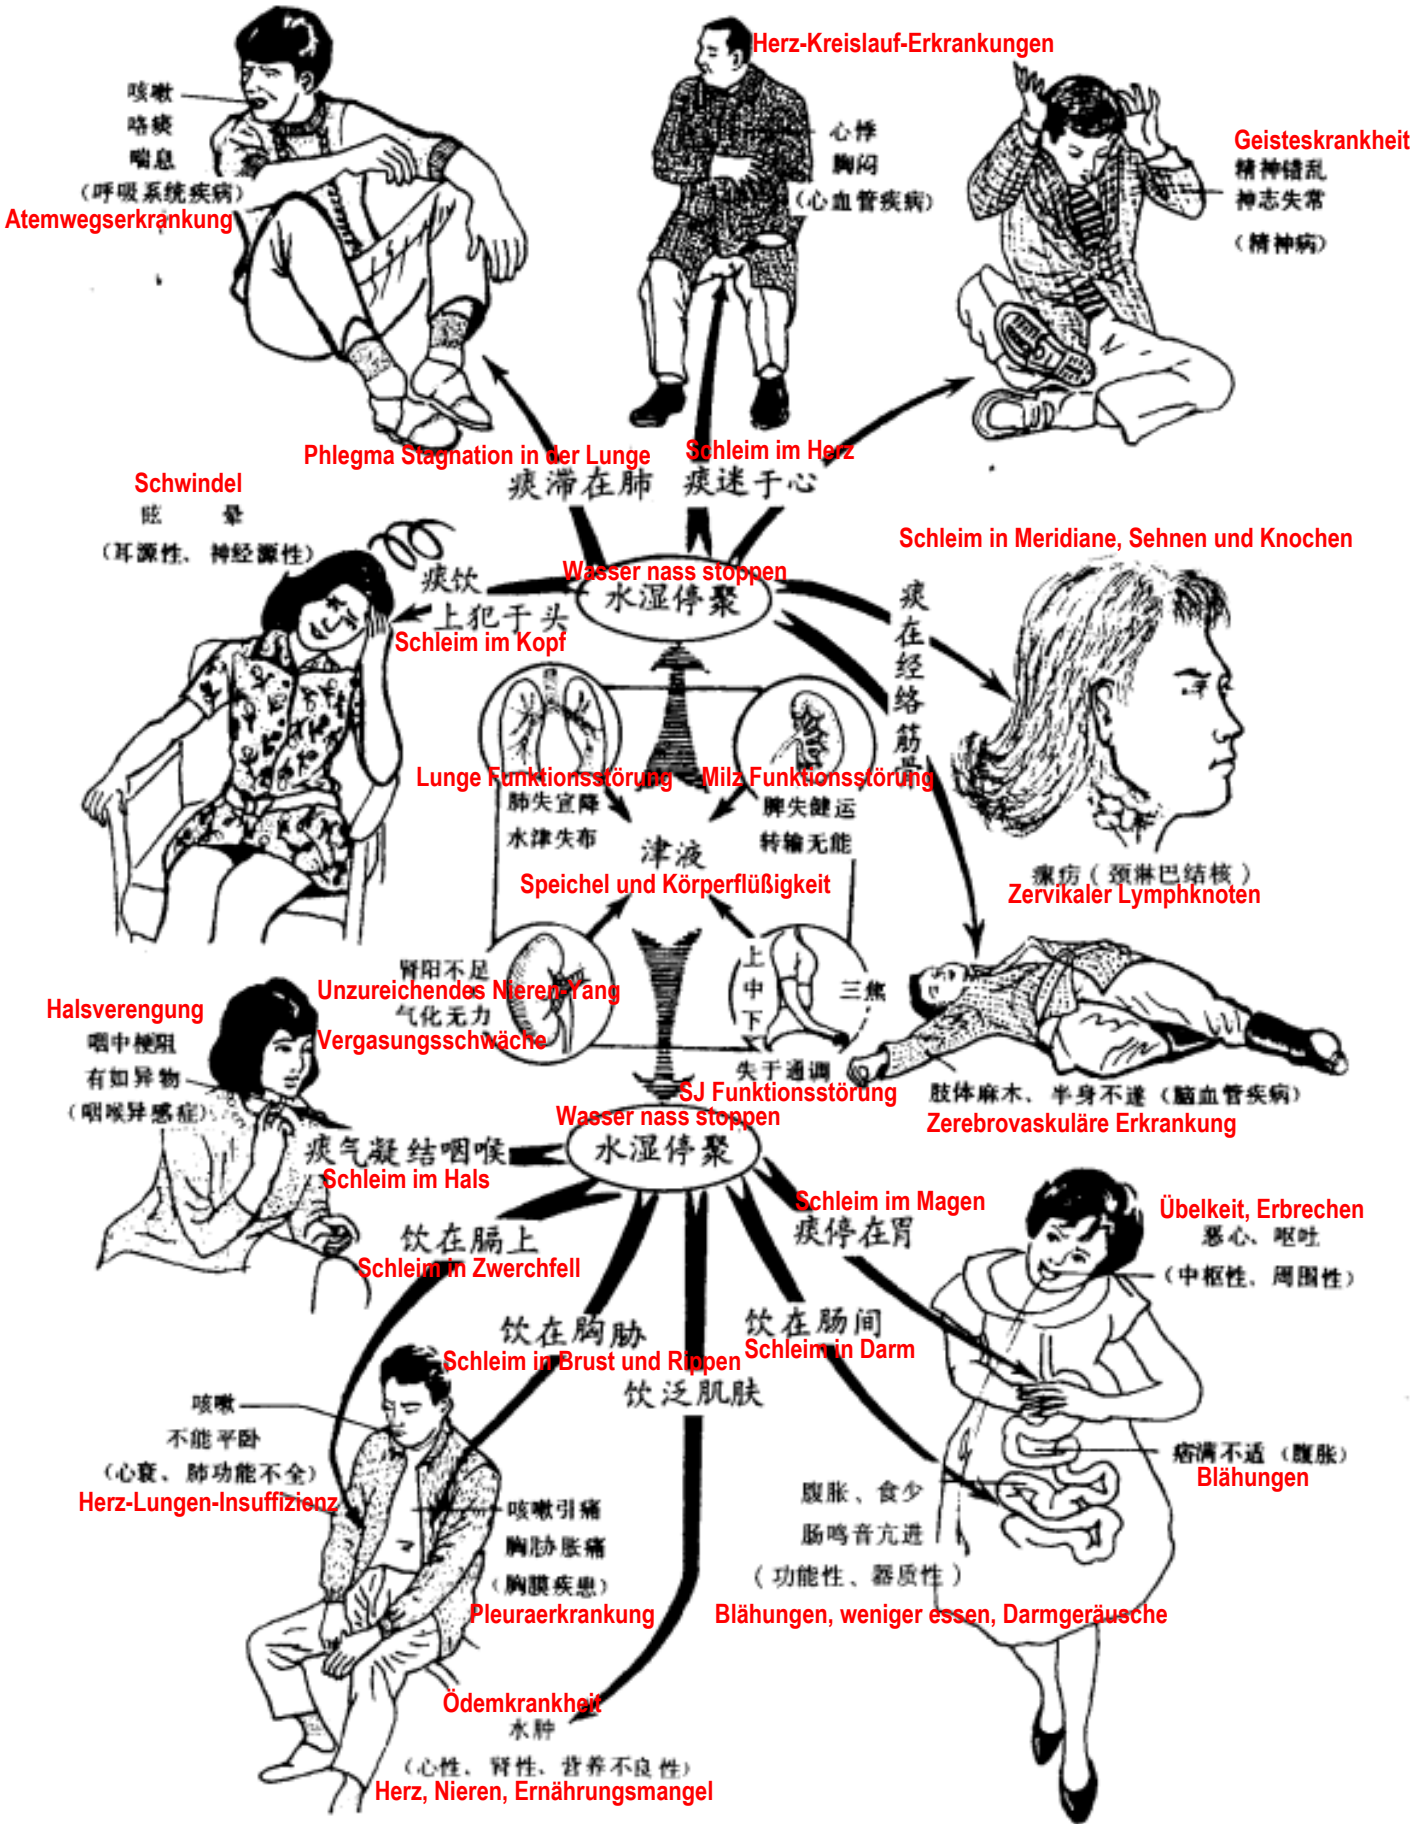 Herz-Kreislauf-Erkrankungen
咳嗽
咯痰
喘息
(呼吸系统疾病)
Atemwegserkrankung
心悸
胸闷
(心血管疾病)
Geisteskrankheit
精神错乱
神志失常
(精神病)
Phlegma Stagnation in der Lunge
痰滞在肺
Schleim im Herz
痰迷于心
Schwindel
眩 晕
(耳源性、神经源性)
痰饮
上犯于头
Schleim im Kopf
Wasser nass stoppen
水湿停聚
Schleim in Meridiane, Sehnen und Knochen
痰在经络筋
Lunge Funktionsstörung
肺失宣降
水津失布
Milz Funktionsstörung
脾失健运
转输无能
津液
Speichel und Körperflüßigkeit
瘰疬(颈淋巴结核)
Zervikaler Lymphknoten
肾阳不足
Unzureichendes Nieren-Yang
气化无力
Vergasungsschwäche
上
中
下
三焦
失于通调
SJ Funktionsstörung
肢体麻木、半身不遂(脑血管疾病)
Zerebrovaskuläre Erkrankung
Halsverengung
咽中梗阻
有如异物
(咽喉异感症)
Wasser nass stoppen
水湿停聚
痰气凝结咽喉
Schleim im Hals
饮在膈上
Schleim in Zwerchfell
饮在胸胁
Schleim in Brust und Rippen
饮泛肌肤
饮在肠间
Schleim in Darm
Schleim im Magen
痰停在胃
Übelkeit, Erbrechen
恶心、呕吐
(中枢性、周围性)
痞满不适(腹胀)
Blähungen
腹胀、食少
肠鸣音亢进
(功能性、器质性)
Blähungen, weniger essen, Darmgeräusche
咳嗽
不能平卧
(心衰、肺功能不全)
Herz-Lungen-Insuffizienz
咳嗽引痛
胸胁胀痛
(胸膜疾患)
Pleuraerkrankung
Ödemkrankheit
水肿
(心性、肾性、营养不良性)
Herz, Nieren, Ernährungsmangel